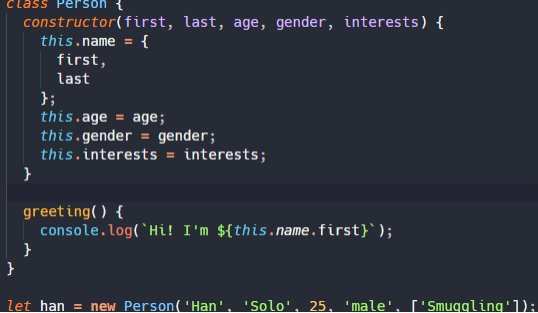 class Person {
constructor(first, last, age, gender, interests) {
this.name = {
first,
last
};
this.age = age;
this.gender = gender;
this.interests = interests;
}
greeting() {
console.log(`Hi! I'm ${this.name.first}`);
}
}
let han = new Person('Han', 'Solo', 25, 'male', ['Smuggling']);